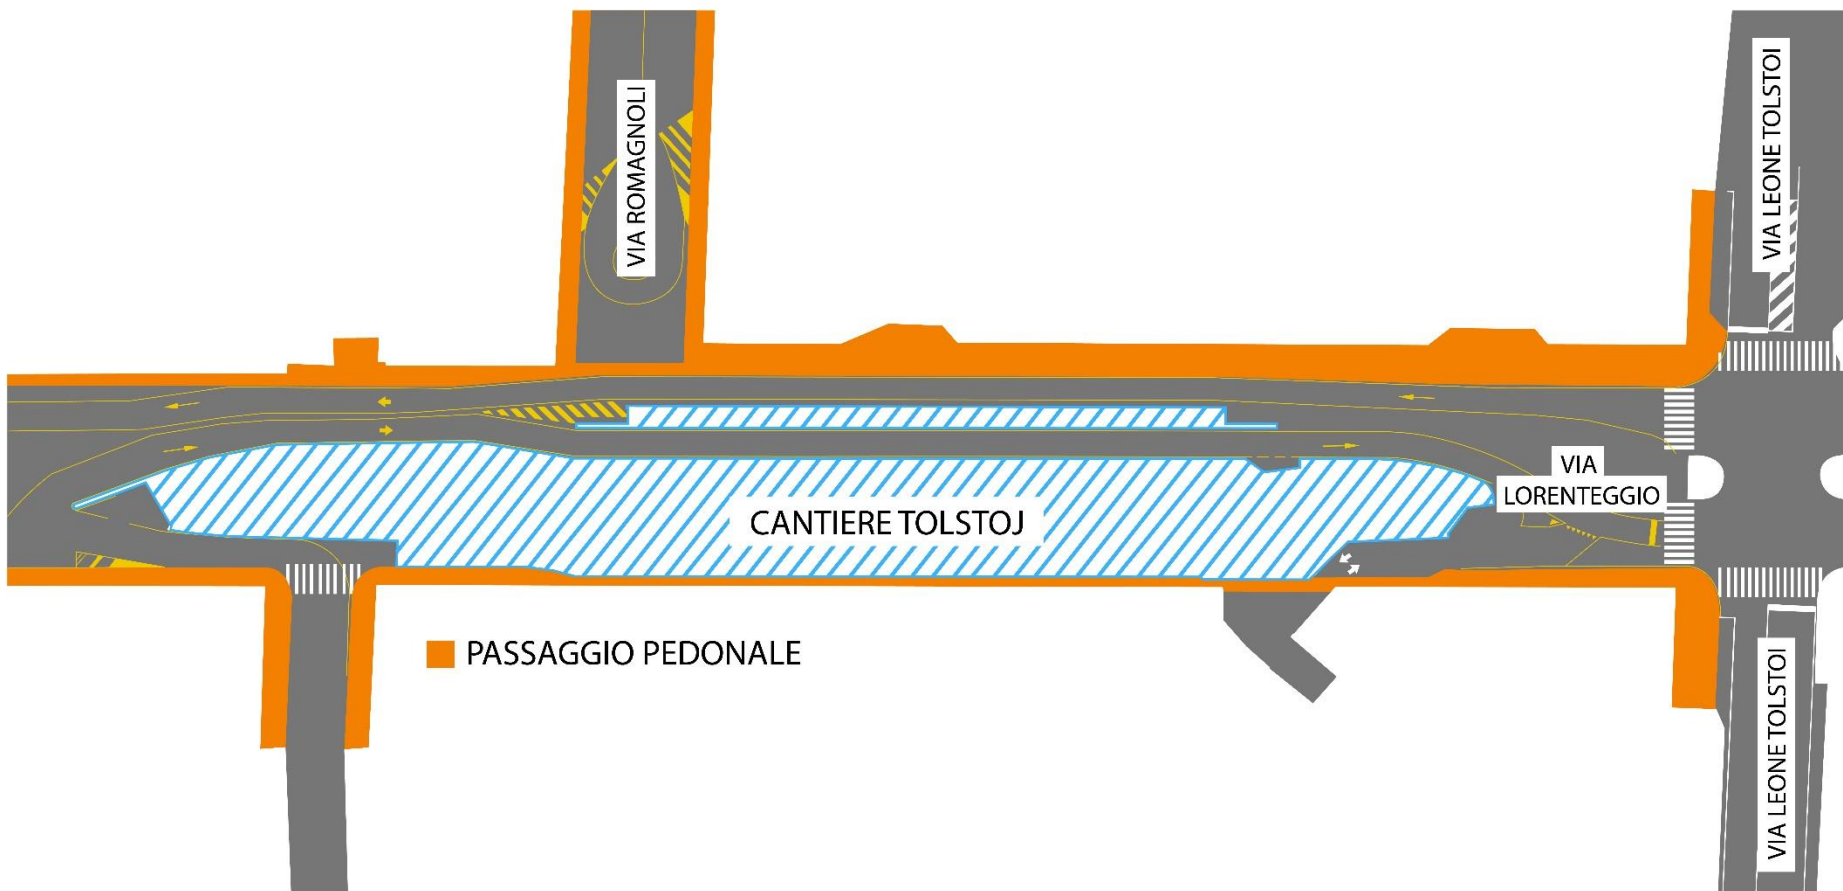 VIA ROMAGNOLI
VIA LEONE TOLSTOI
VIA
LORENTEGGIO
CANTIERE TOLSTOJ
PASSAGGIO PEDONALE
VIA LEONE TOLSTOI